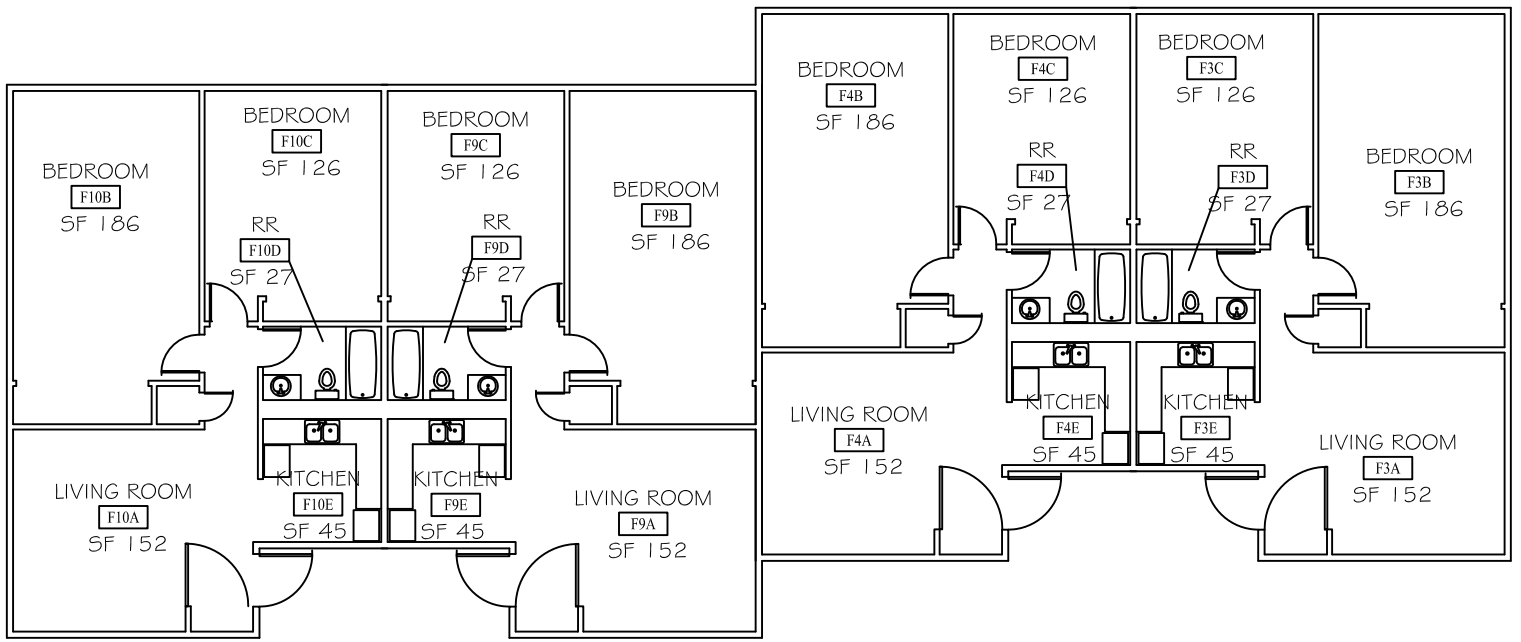 BEDROOM
F10B
SF 186
BEDROOM
F10C
SF 126
BEDROOM
F9C
SF 126
BEDROOM
F9B
SF 186
RR
F10D
SF 27
RR
F9D
SF 27
LIVING ROOM
F10A
SF 152
KITCHEN
F10E
SF 45
KITCHEN
F9E
SF 45
LIVING ROOM
F9A
SF 152
BEDROOM
F4B
SF 186
BEDROOM
F4C
SF 126
BEDROOM
F3C
SF 126
BEDROOM
F3B
SF 186
RR
F4D
SF 27
RR
F3D
SF 27
LIVING ROOM
F4A
SF 152
KITCHEN
F4E
SF 45
KITCHEN
F3E
SF 45
LIVING ROOM
F3A
SF 152